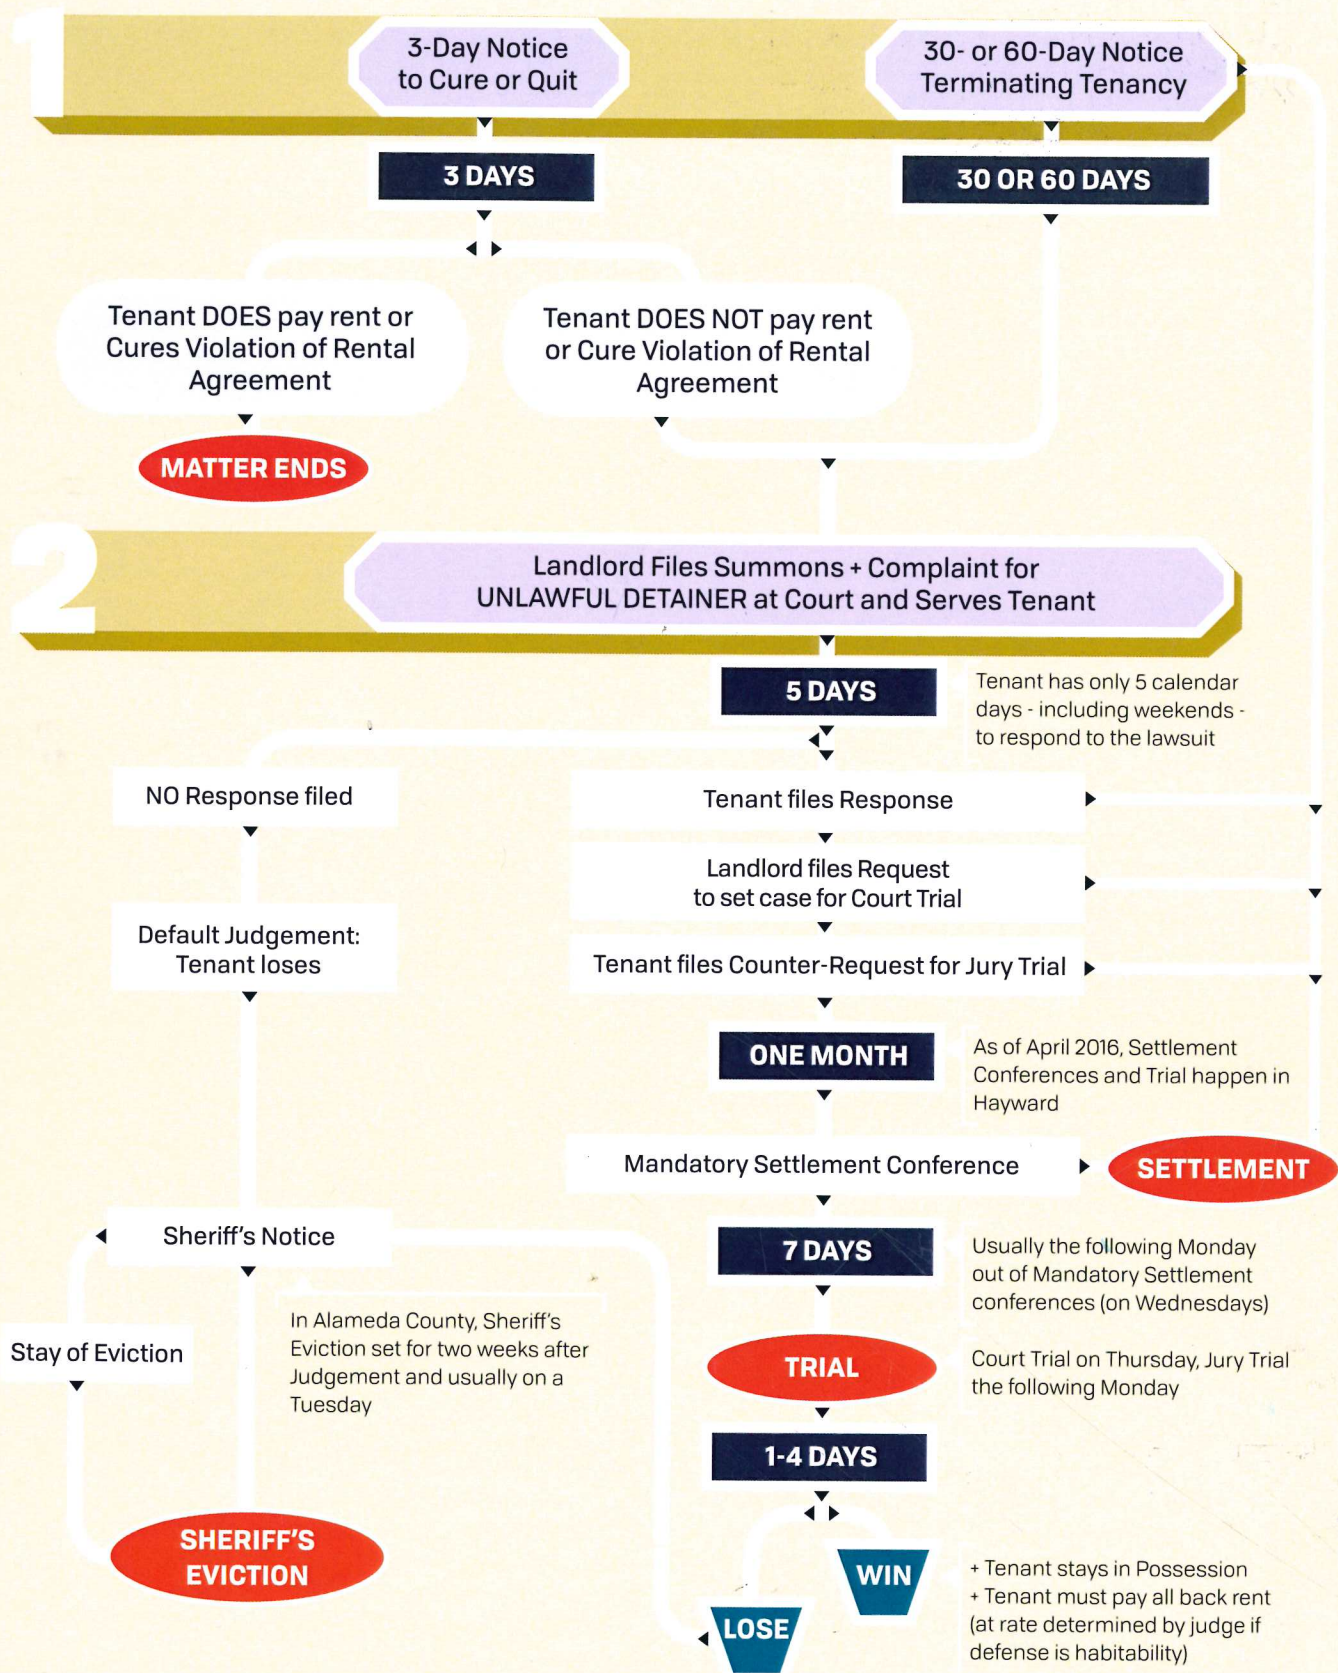 1
3-Day Notice
to Cure or Quit
30- or 60-Day Notice
Terminating Tenancy
3 DAYS
30 OR 60 DAYS
Tenant DOES pay rent or
Cures Violation of Rental
Agreement
Tenant DOES NOT pay rent
or Cure Violation of Rental
Agreement
MATTER ENDS
2
Landlord Files Summons + Complaint for
UNLAWFUL DETAINER at Court and Serves Tenant
5 DAYS
Tenant has only 5 calendar
days - including weekends -
to respond to the lawsuit
NO Response filed
Tenant files Response
Landlord files Request
to set case for Court Trial
Default Judgement:
Tenant loses
Tenant files Counter-Request for Jury Trial
ONE MONTH
As of April 2016, Settlement
Conferences and Trial happen in
Hayward
Mandatory Settlement Conference
SETTLEMENT
Sheriff's Notice
7 DAYS
Usually the following Monday
out of Mandatory Settlement
conferences (on Wednesdays)
In Alameda County, Sheriff's
Eviction set for two weeks after
Judgement and usually on a
Tuesday
Stay of Eviction
TRIAL
Court Trial on Thursday, Jury Trial
the following Monday
1-4 DAYS
SHERIFF'S
EVICTION
WIN
+ Tenant stays in Possession
+ Tenant must pay all back rent
(at rate determined by judge if
defense is habitability)
LOSE